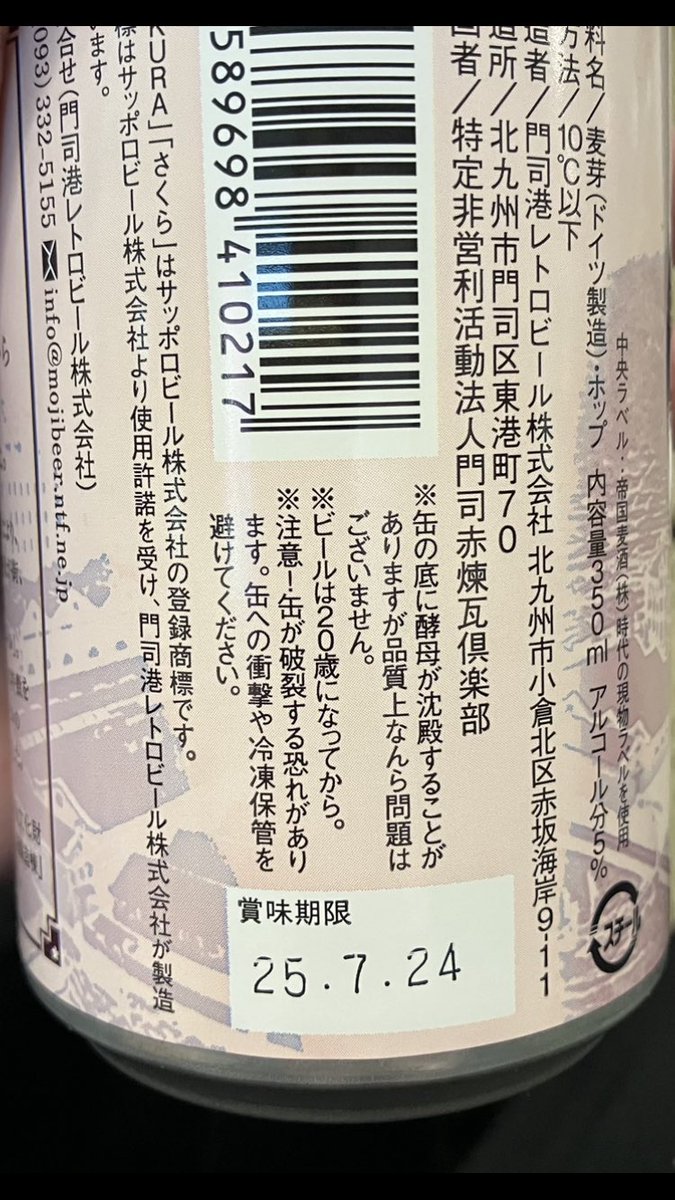 中央ラベル：帝国麦酒(株)時代の現物ラベルを使用
料名／麦芽(ドイツ製造)・ホップ 内容量350ml アルコール分5%
方法／10℃以下
造者／門司港レトロビール株式会社 北九州市小倉北区赤坂海岸9-11
造所／北九州市門司区東港町70
画者／特定非営利活動法人門司赤煉瓦倶楽部
※缶の底に酵母が沈殿することが
ありますが品質上なんら問題は
ございません。
※ビールは20歳になってから。
※注意！缶が破裂する恐れがあり
ます。缶への衝撃や冷凍保管を
避けてください。
589698 410217
賞味期限
25.7.24
スチール
KURA」「さくら」はサッポロビール株式会社の登録商標です。
標はサッポロビール株式会社より使用許諾を受け、門司港レトロビール株式会社が製造
います。
合せ(門司港レトロビール株式会社)
093) 332-5155 info@mojibeer.ntf.ne.jp